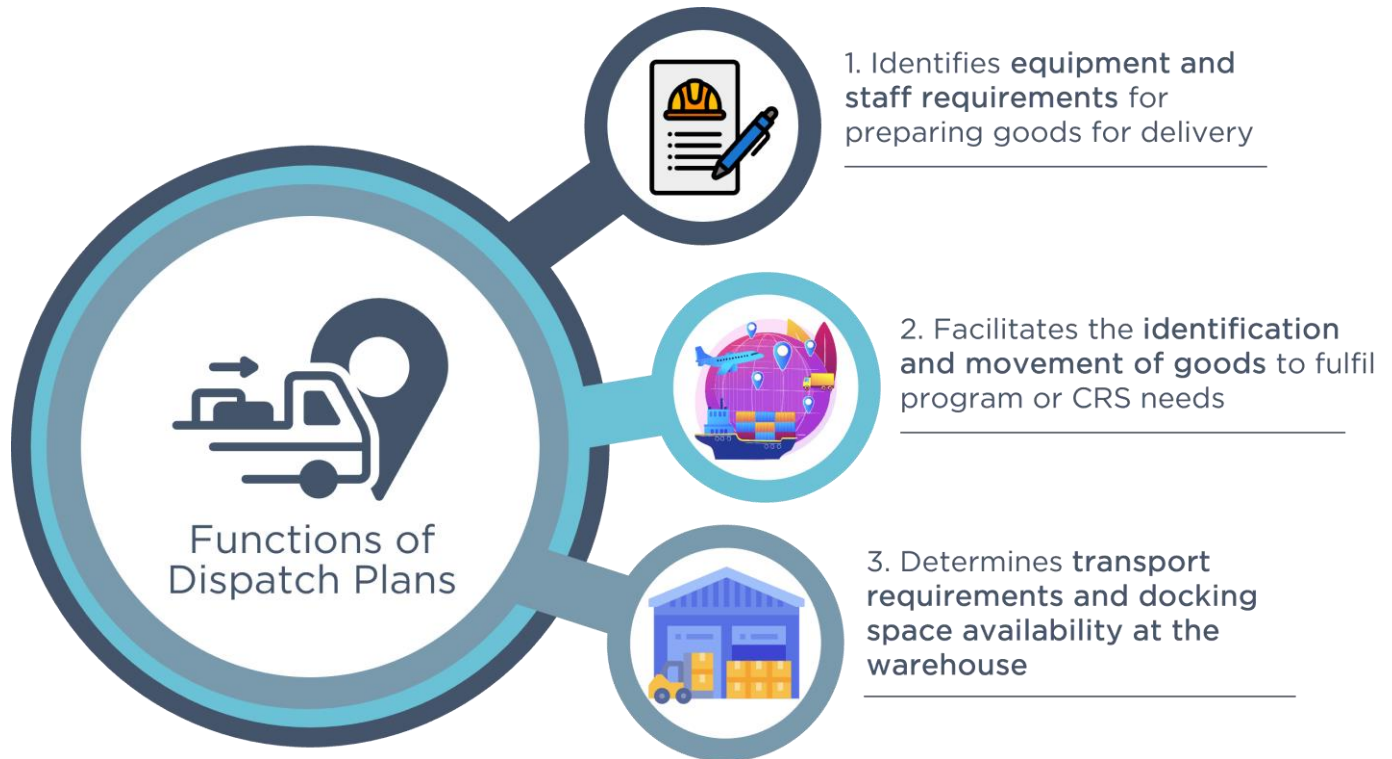 1. Identifies equipment and
staff requirements for
preparing goods for delivery
2. Facilitates the identification
and movement of goods to fulfil
program or CRS needs
Functions of
Dispatch Plans
3. Determines transport
requirements and docking
space availability at the
warehouse